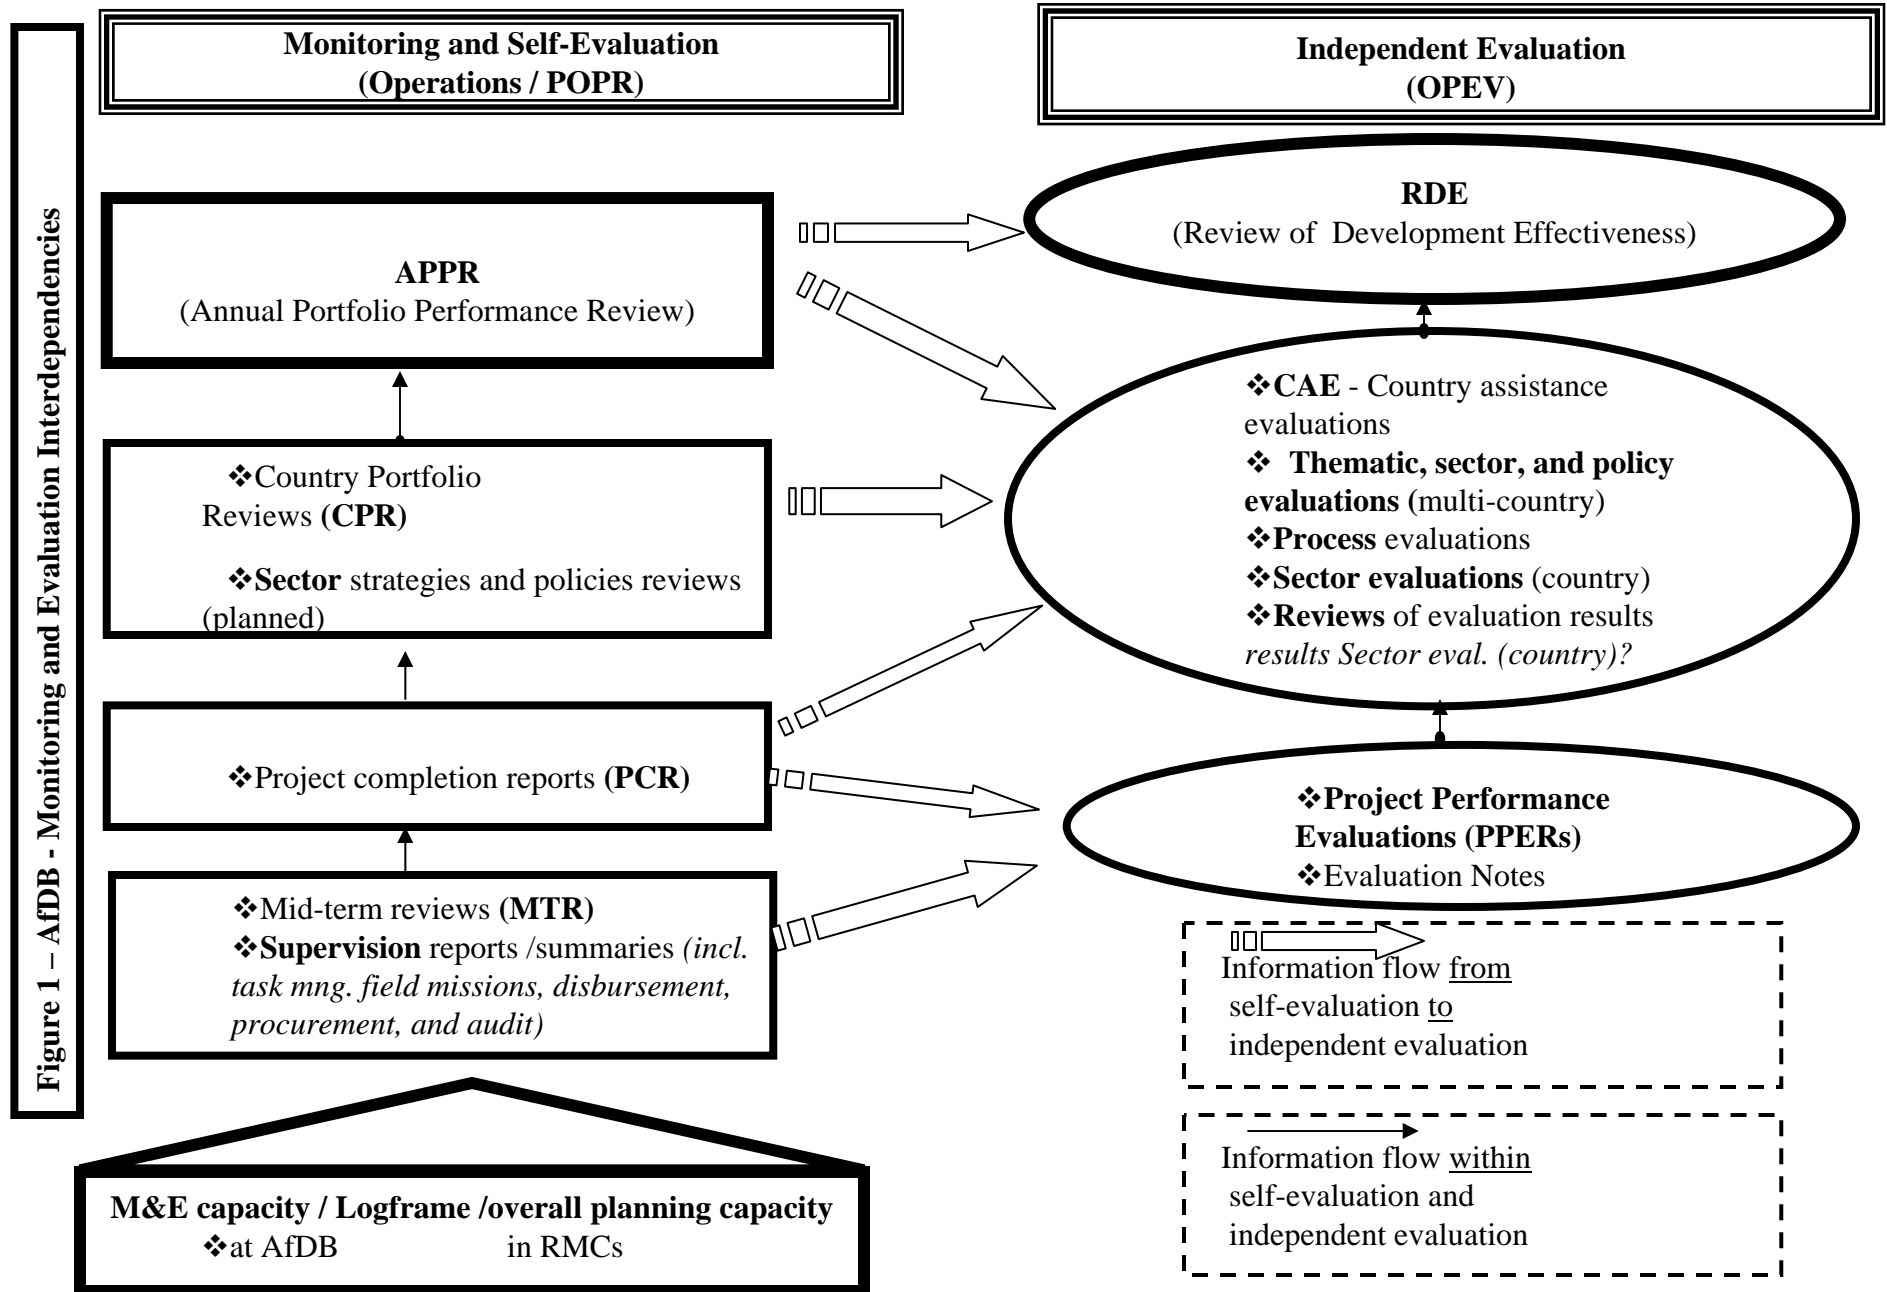 Figure 1 – AfDB - Monitoring and Evaluation Interdependencies
Monitoring and Self-Evaluation
(Operations / POPR)
Independent Evaluation
(OPEV)
APPR
(Annual Portfolio Performance Review)
❖Country Portfolio
Reviews (CPR)
❖Sector strategies and policies reviews
(planned)
❖Project completion reports (PCR)
❖Mid-term reviews (MTR)
❖Supervision reports /summaries (incl.
task mng. field missions, disbursement,
procurement, and audit)
M&E capacity / Logframe /overall planning capacity
❖at AfDB in RMCs
RDE
(Review of Development Effectiveness)
❖CAE - Country assistance
evaluations
❖ Thematic, sector, and policy
evaluations (multi-country)
❖Process evaluations
❖Sector evaluations (country)
❖Reviews of evaluation results
results Sector eval. (country)?
❖Project Performance
Evaluations (PPERs)
❖Evaluation Notes
Information flow from
self-evaluation to
independent evaluation
Information flow within
self-evaluation and
independent evaluation